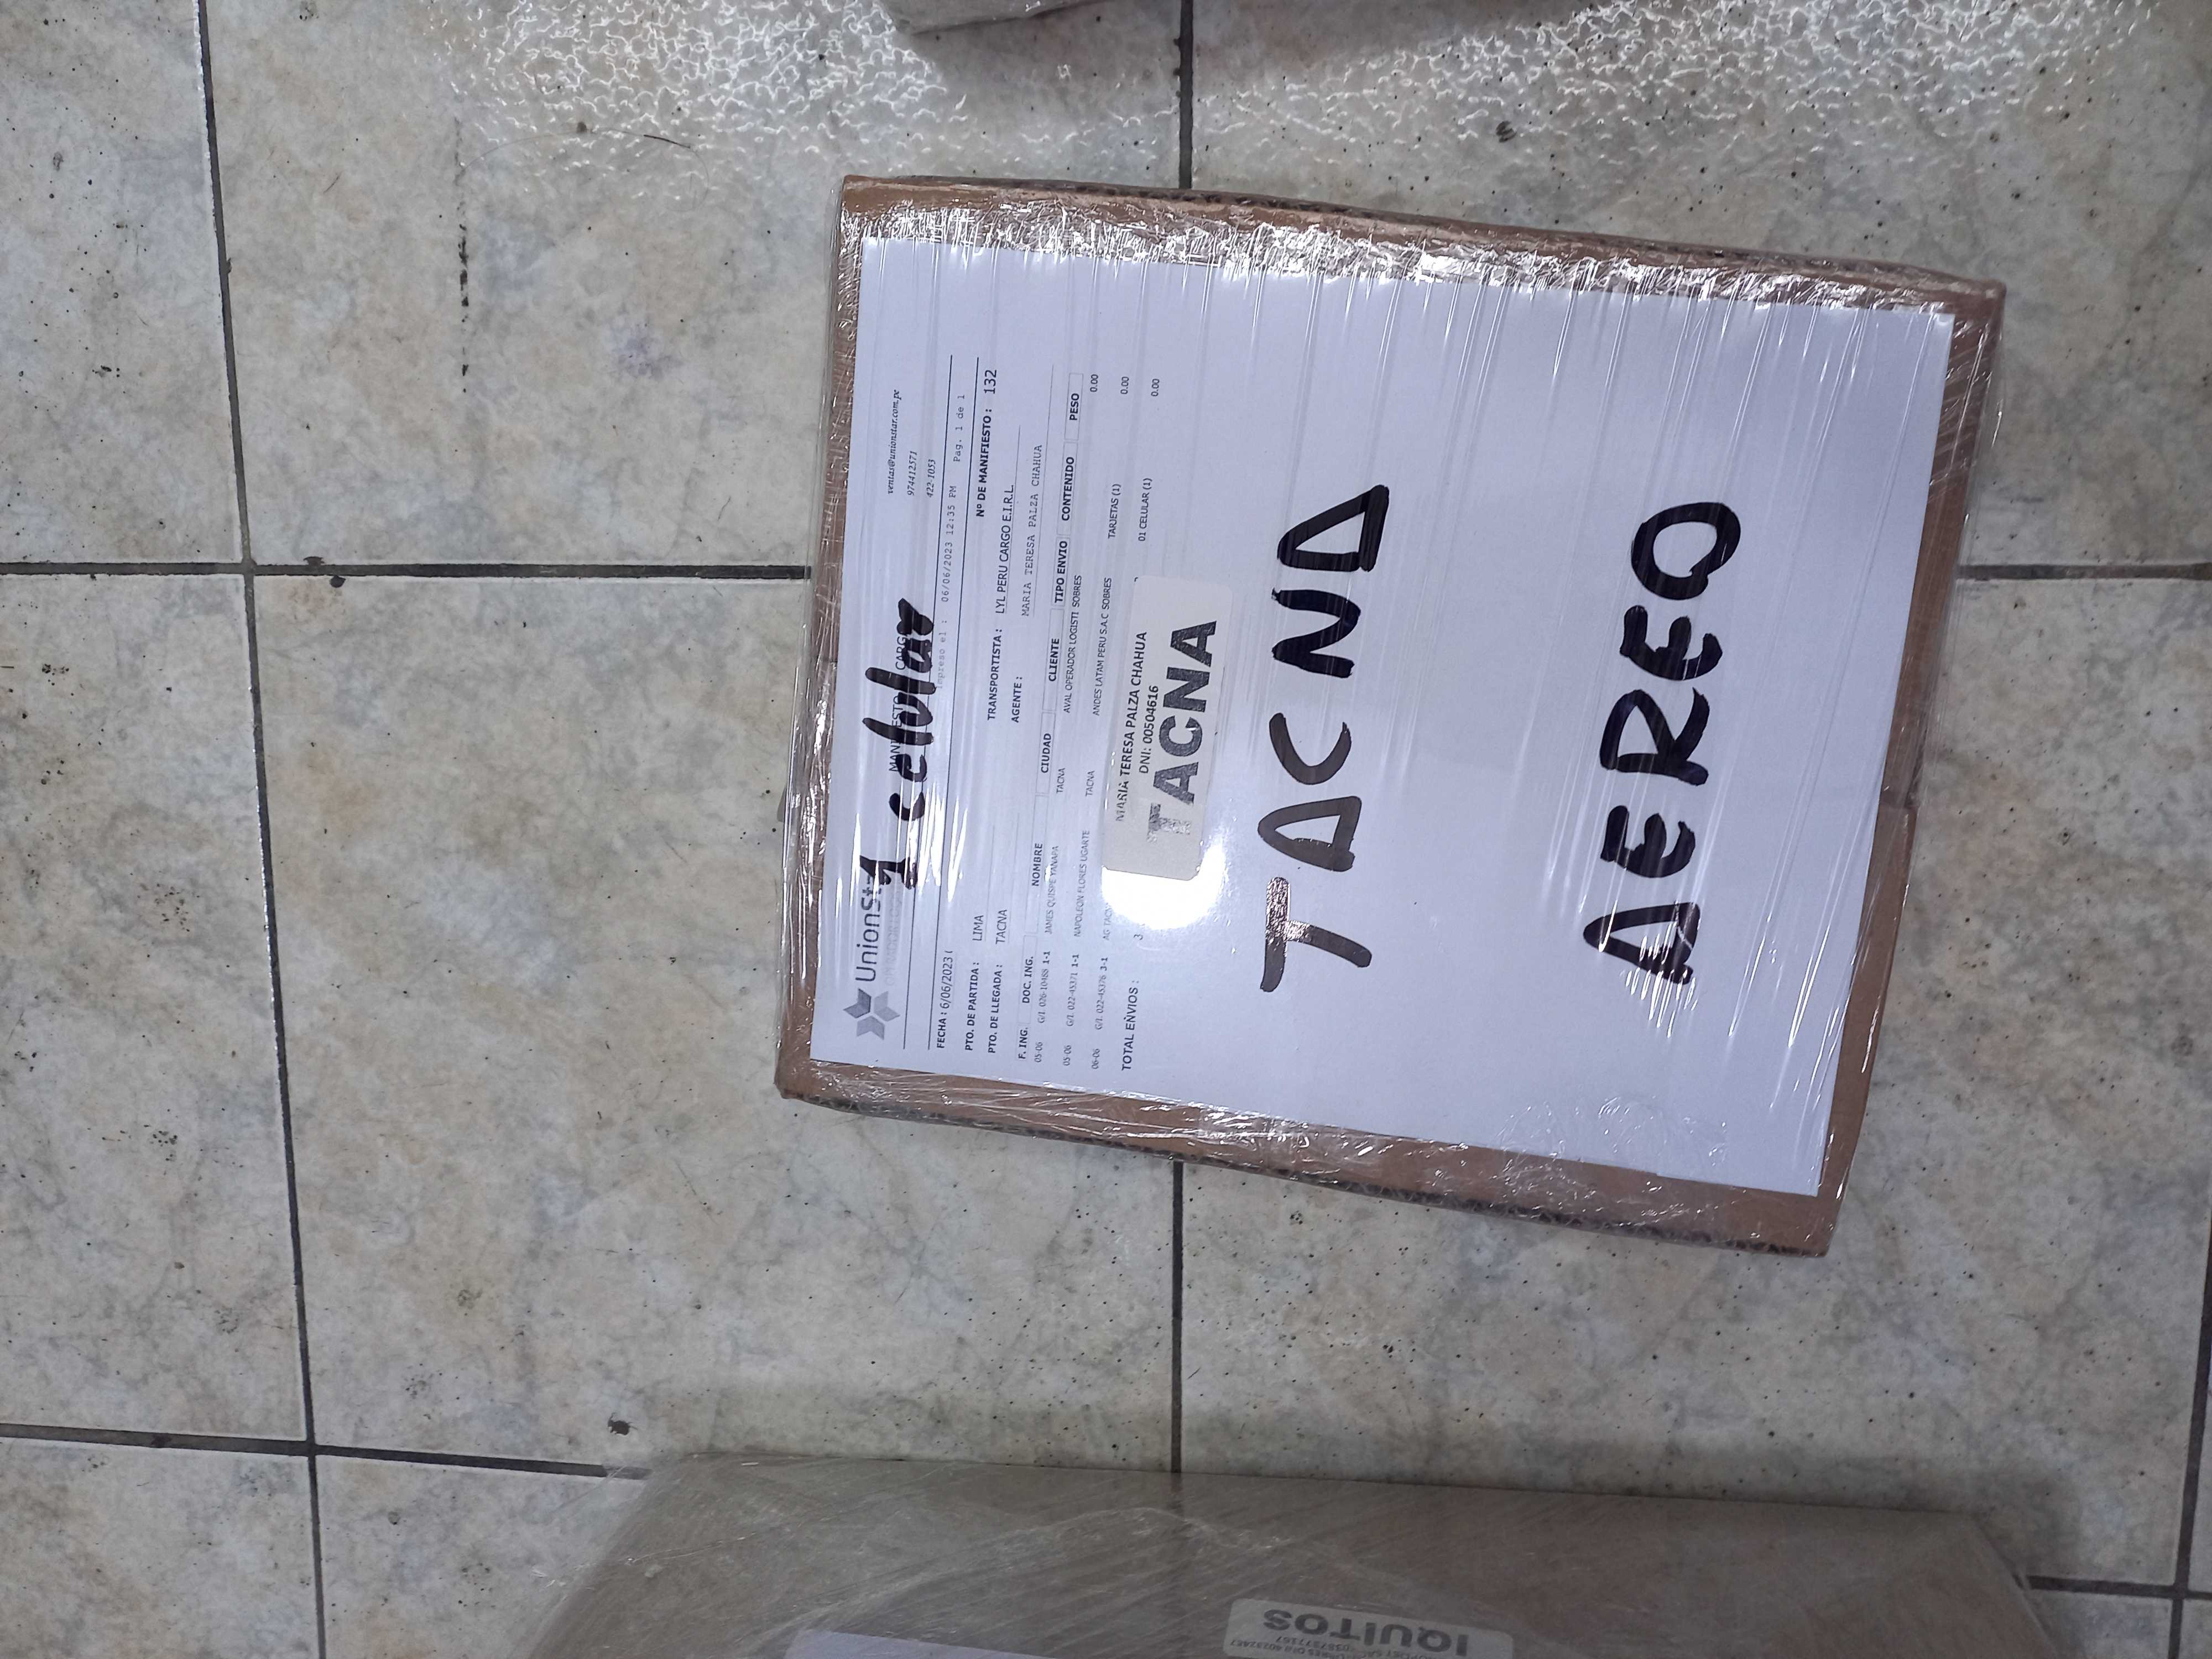 UnionSt
1 celular
MANIFIESTO CARG
ventas@unionstar.com.pe
974412571
422-1053
Impreso el : 06/06/2023 12:35 PM Pag. 1 de 1
FECHA : 6/06/2023 (
PTO. DE PARTIDA : LIMA
TRANSPORTISTA : LYL PERU CARGO E.I.R.L.
Nº DE MANIFIESTO : 132
PTO. DE LLEGADA : TACNA
AGENTE : MARIA TERESA PALZA CHAHUA
F. ING. DOC. ING. NOMBRE CIUDAD CLIENTE TIPO ENVIO CONTENIDO PESO
05-06 G/I. 026-10488 1-1 JAMES QUISPE YANAPA TACNA AVAL OPERADOR LOGISTI SOBRES 0.00
05-06 G/I. 022-45371 1-1 NAPOLEON FLORES UGARTE TACNA ANDES LATAM PERU S.A.C SOBRES TARJETAS (1) 0.00
06-06 G/I. 022-45376 3-1 AG 01 CELULAR (1) 0.00
TOTAL ENVIOS : 3
MARIA TERESA PALZA CHAHUA
DNI: 00504616
TACNA
TACNA
AEREO
IQUITOS